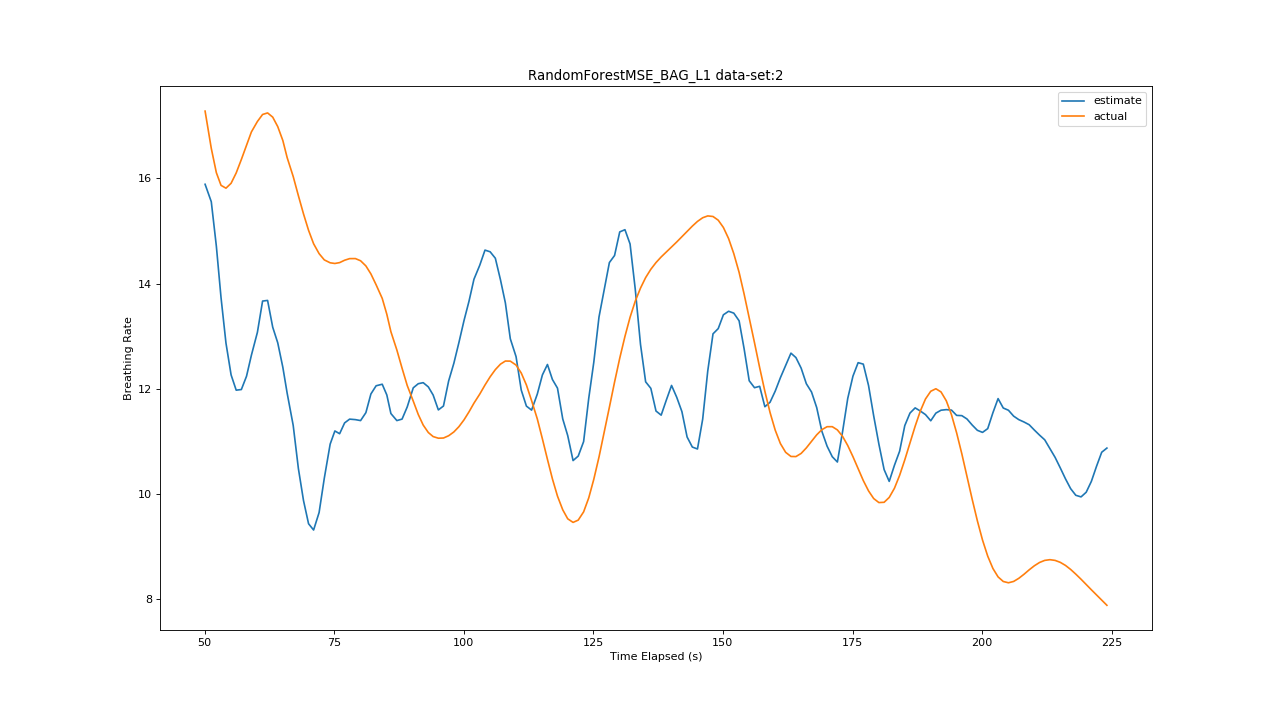 RandomForestMSE_BAG_L1 data-set:2
estimate
actual
16
14
12
10
8
Breathing Rate
50 75 100 125 150 175 200 225
Time Elapsed (s)